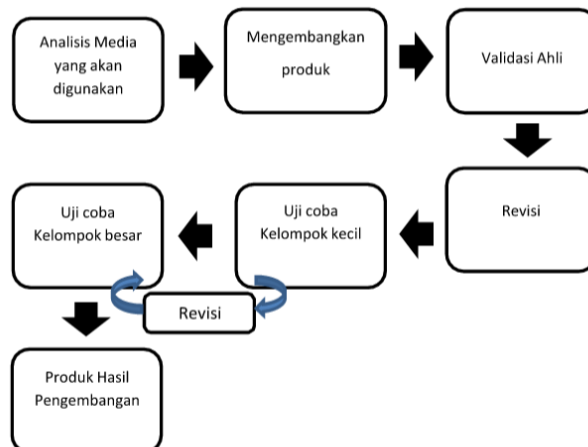 Analisis Media
yang akan
digunakan
Mengembangkan
produk
Validasi Ahli
Revisi
Uji coba
Kelompok kecil
Revisi
Uji coba
Kelompok besar
Produk Hasil
Pengembangan